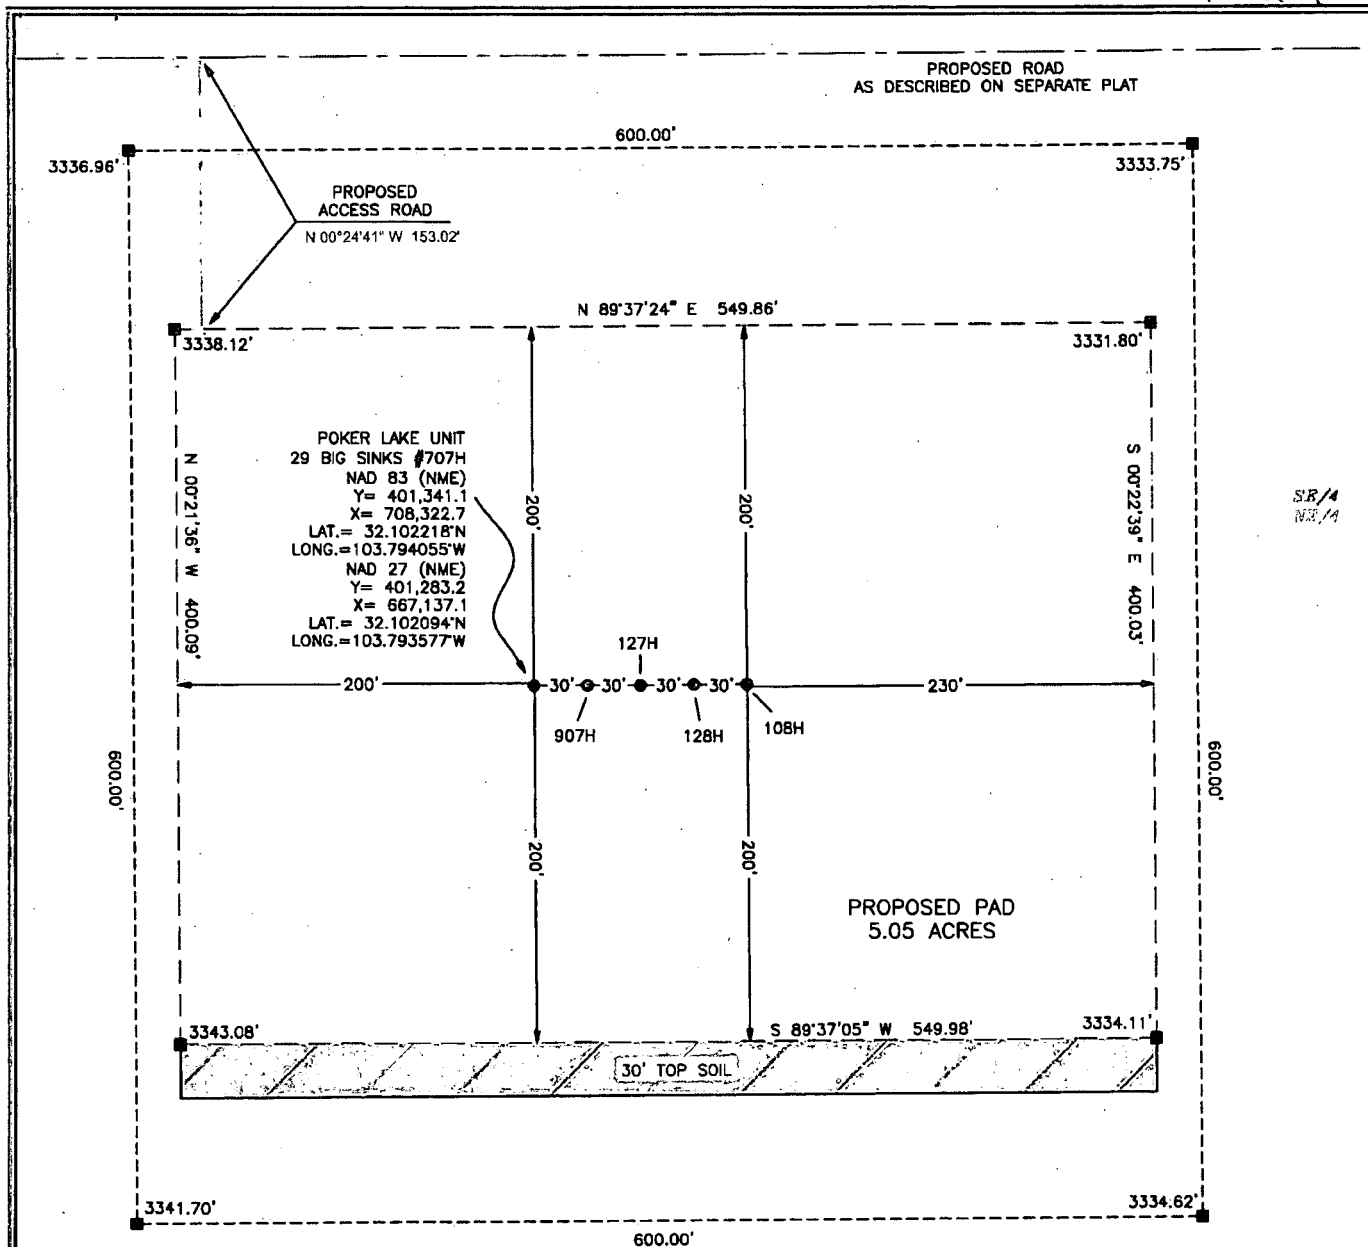 PROPOSED ROAD
AS DESCRIBED ON SEPARATE PLAT
600.00'
3336.96'
3333.75'
PROPOSED
ACCESS ROAD
N 00°24'41" W 153.02'
N 89°37'24" E 549.86'
3338.12'
3331.80'
POKER LAKE UNIT
29 BIG SINKS #707H
NAD 83 (NME)
Y= 401,341.1
X= 708,322.7
LAT.= 32.102218°N
LONG.=103.794055°W
NAD 27 (NME)
Y= 401,283.2
X= 667,137.1
LAT.= 32.102094°N
LONG.=103.793577°W
N 00°21'36" W 400.09'
200'
200'
S 00°22'39" E 400.03'
SE/4
NE/4
127H
200'
30'
30'
30'
30'
230'
907H
128H
108H
600.00'
600.00'
200'
200'
PROPOSED PAD
5.05 ACRES
3343.08'
S 89°37'05" W 549.98'
3334.11'
30' TOP SOIL
3341.70'
3334.62'
600.00'